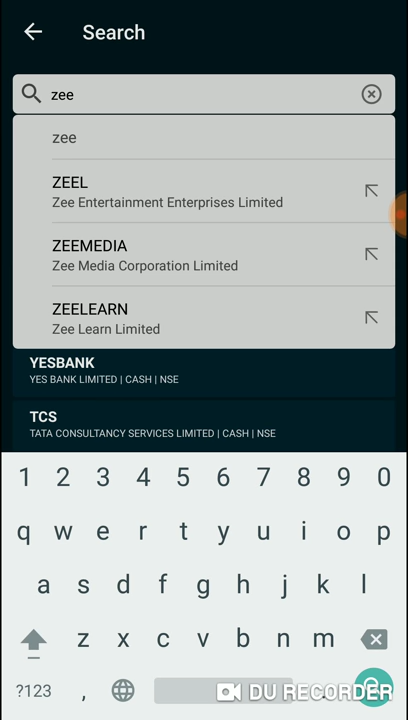 Search
zee
zee
ZEEL
Zee Entertainment Enterprises Limited
ZEEMEDIA
Zee Media Corporation Limited
ZEELEARN
Zee Learn Limited
YESBANK
YES BANK LIMITED | CASH | NSE
TCS
TATA CONSULTANCY SERVICES LIMITED | CASH | NSE
1 2 3 4 5 6 7 8 9 0
q w e r t y u i o p
a s d f g h j k l
z x c v b n m
?123 , .
DU RECORDER